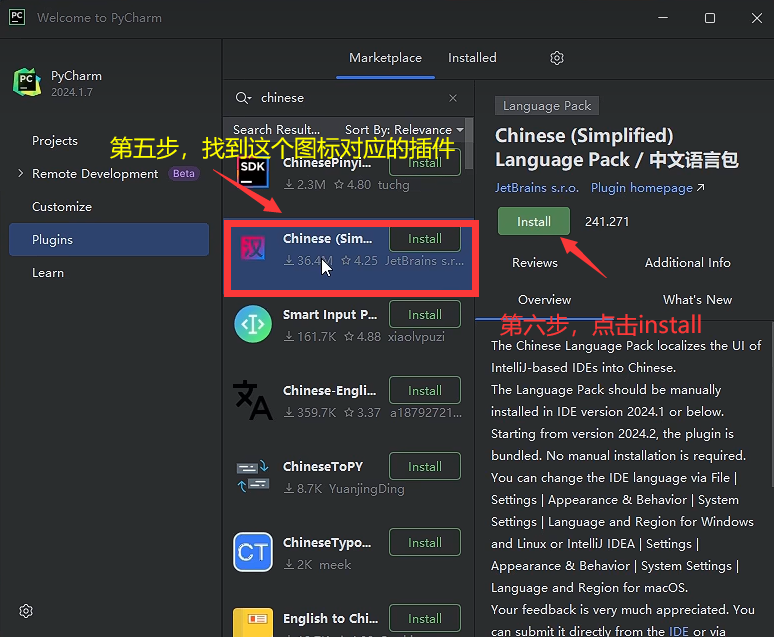 PC
Welcome to PyCharm
PC
PyCharm
2024.1.7
Projects
Remote Development Beta
Customize
Plugins
Learn
Marketplace
Installed
chinese
Search Result...
Sort By: Relevance
第五步，找到这个图标对应的插件
SDK
ChinesePinyi...
Install
2.3M 4.80 tuchg
汉
Chinese (Sim...
Install
36.4M 4.25 JetBrains s.r...
Smart Input P...
Install
161.7K 4.88 xiaolvpuzi
文A
Chinese-Engli...
Install
359.7K 3.37 a18792721...
ChineseToPY
Install
8.7K YuanjingDing
CT
ChineseTypo...
Install
2K meek
English to Chi...
Install
Language Pack
Chinese (Simplified)
Language Pack / 中文语言包
JetBrains s.r.o. Plugin homepage ↗
Install
241.271
Reviews
Additional Info
Overview
What's New
第六步，点击install
The Chinese Language Pack localizes the UI of
IntelliJ-based IDEs into Chinese.
The Language Pack should be manually
installed in IDE version 2024.1 or below.
Starting from version 2024.2, the plugin is
bundled. No manual installation is required.
You can change the IDE language via File |
Settings | Appearance & Behavior | System
Settings | Language and Region for Windows
and Linux or IntelliJ IDEA | Settings |
Appearance & Behavior | System Settings |
Language and Region for macOS.
Your feedback is very much appreciated. You
can submit it directly from the IDE or via